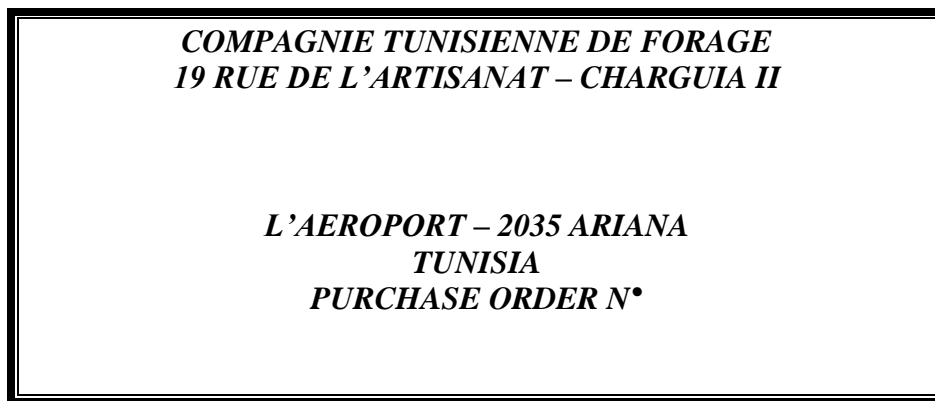 COMPAGNIE TUNISIENNE DE FORAGE
19 RUE DE L’ARTISANAT – CHARGUIA II
L’AEROPORT – 2035 ARIANA
TUNISIA
PURCHASE ORDER N•